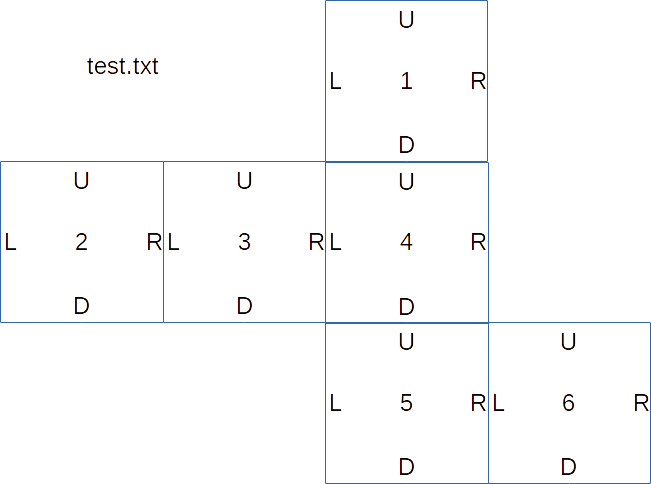 U
test.txt
L 1 R
D
U U U
L 2 R L 3 R L 4 R
D D D
U U
L 5 R L 6 R
D D